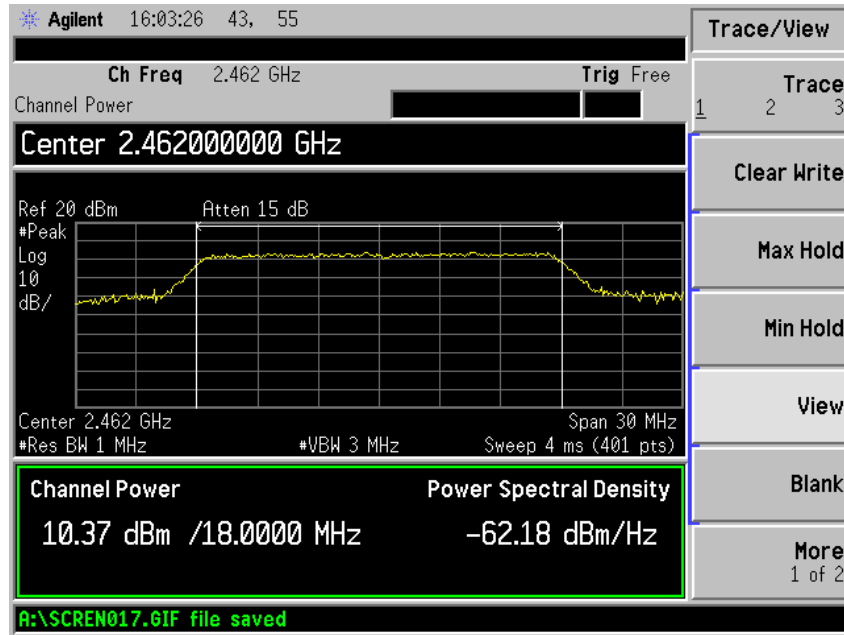 Agilent 16:03:26 43, 55
Trace/View
Ch Freq 2.462 GHz Trig Free
Channel Power
Trace
1 2 3
Center 2.462000000 GHz
Clear Write
Ref 20 dBm Atten 15 dB
#Peak
Log
10
dB/
Max Hold
Min Hold
View
Center 2.462 GHz Span 30 MHz
#Res BW 1 MHz #VBW 3 MHz Sweep 4 ms (401 pts)
Channel Power Power Spectral Density
10.37 dBm /18.0000 MHz -62.18 dBm/Hz
Blank
More
1 of 2
A:\SCREN017.GIF file saved